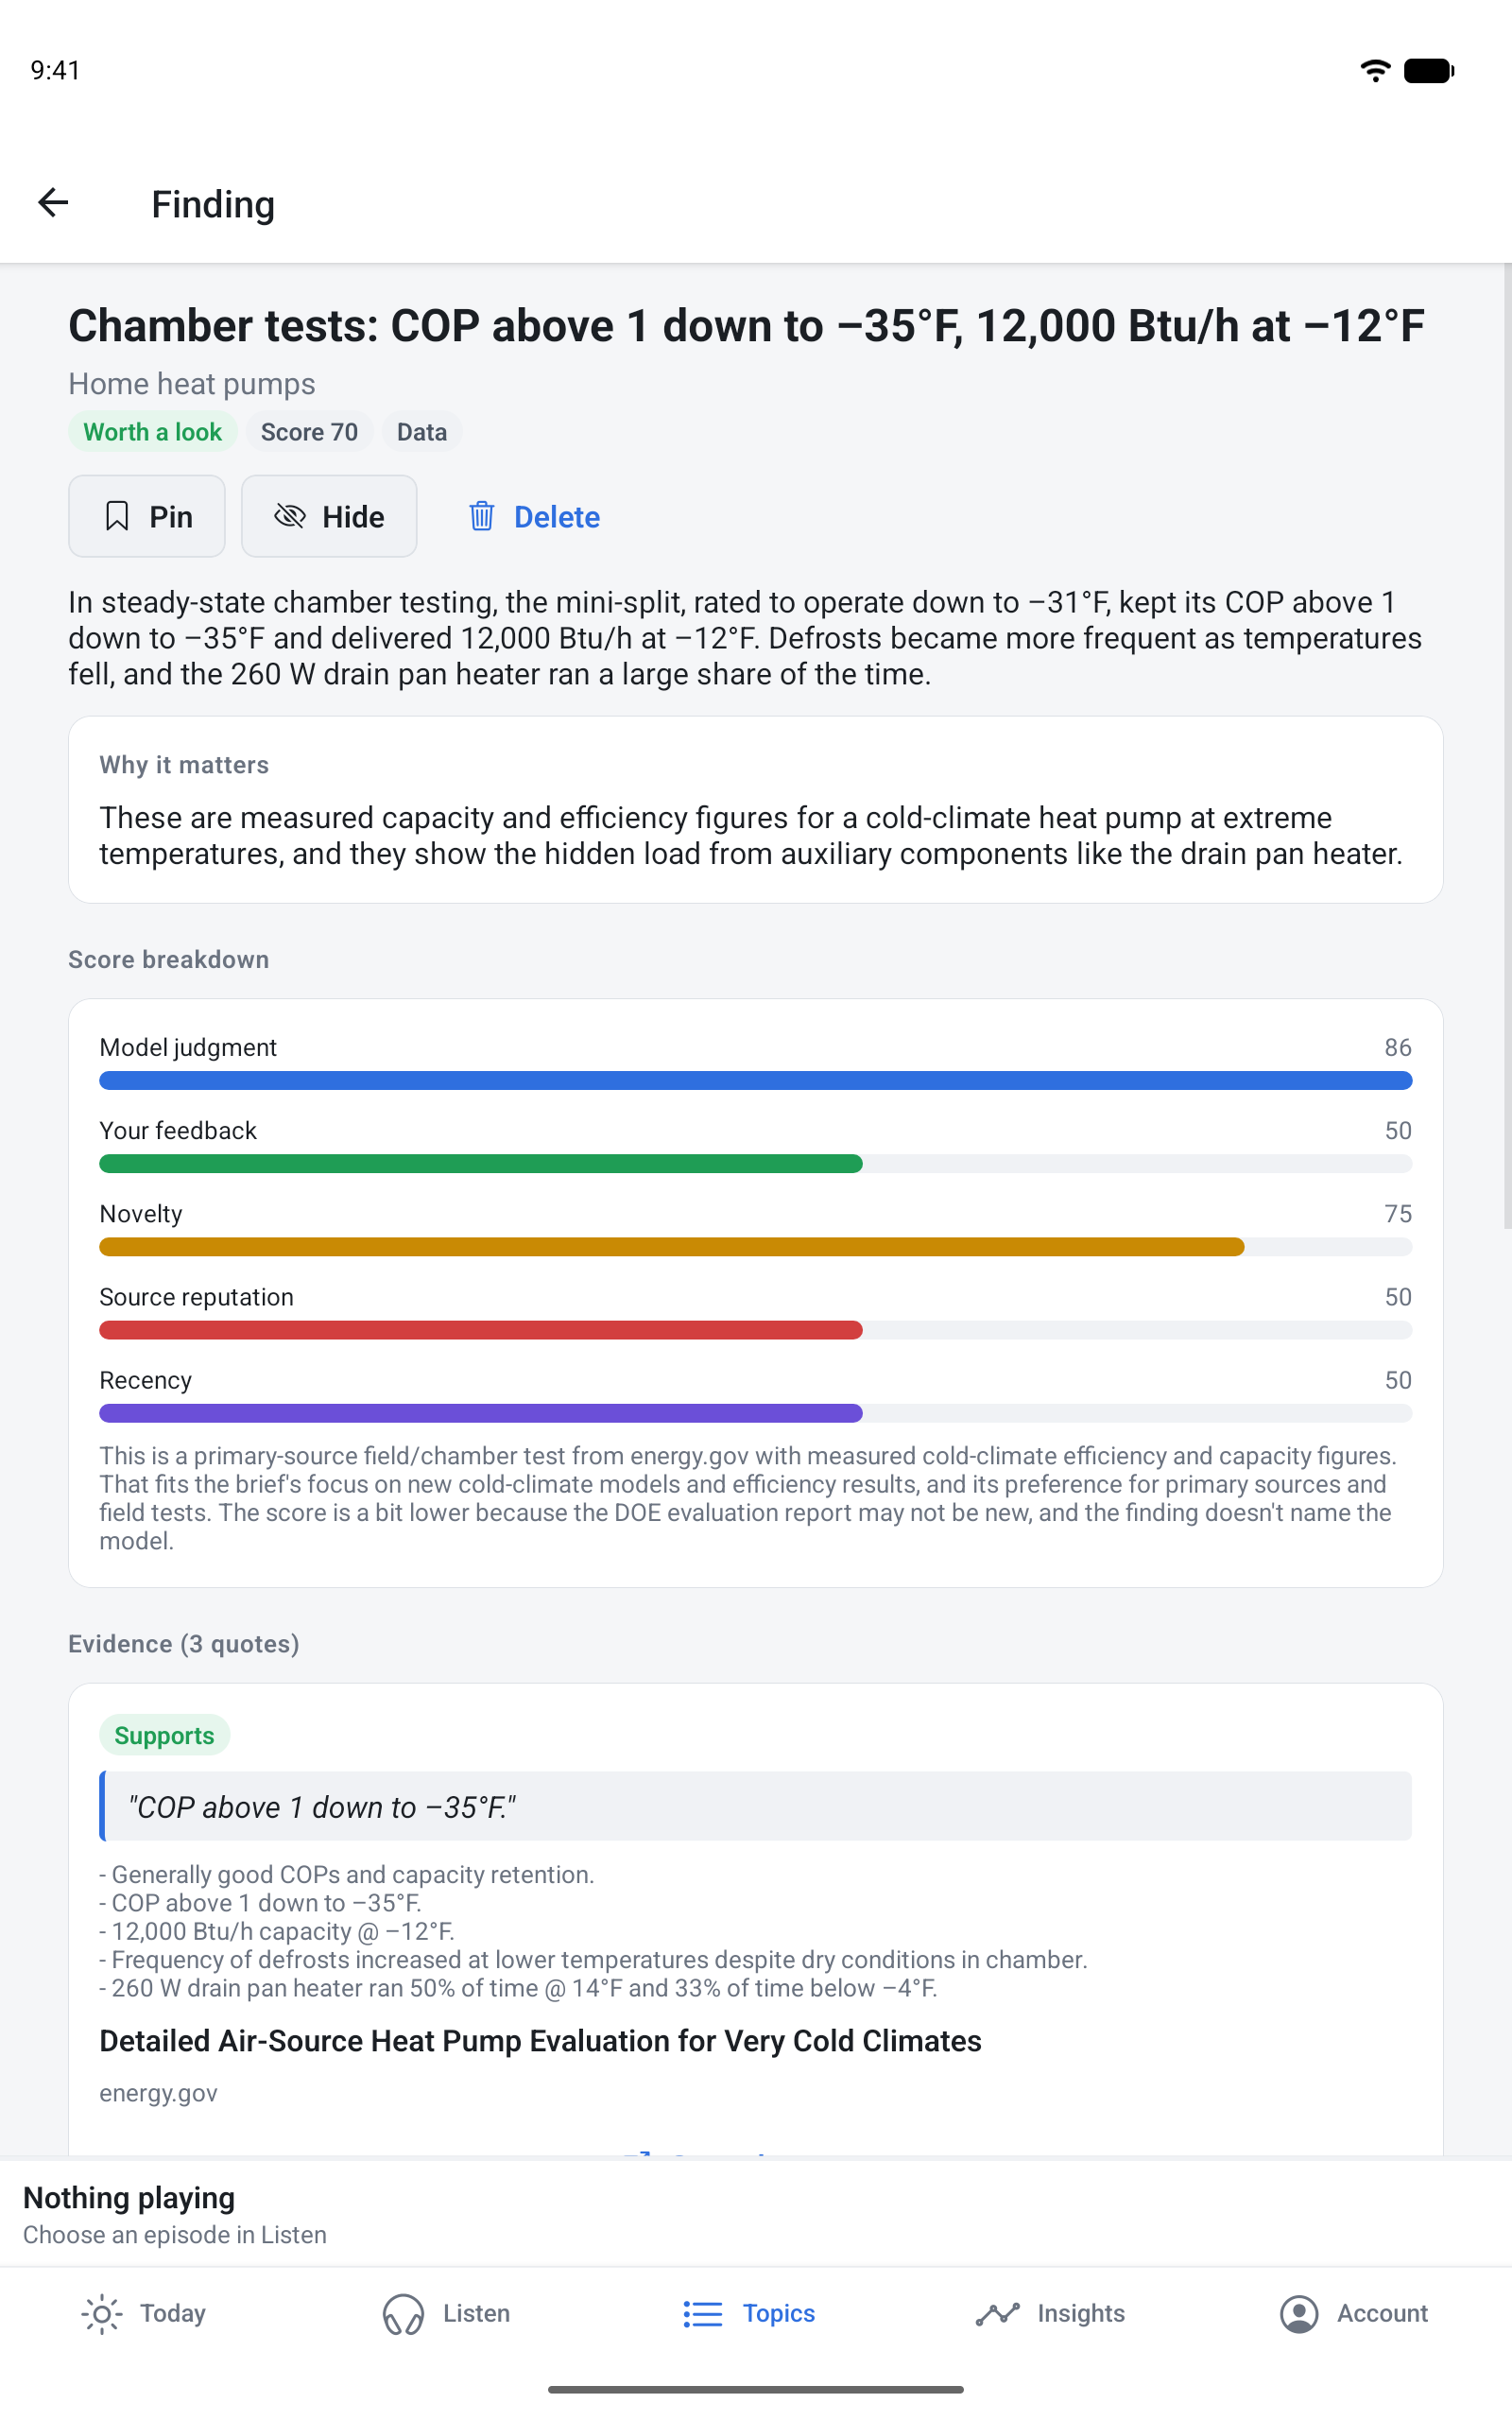 9:41
Finding
Chamber tests: COP above 1 down to −35°F, 12,000 Btu/h at −12°F
Home heat pumps
Worth a look
Score 70
Data
Pin
Hide
Delete
In steady-state chamber testing, the mini-split, rated to operate down to −31°F, kept its COP above 1
down to −35°F and delivered 12,000 Btu/h at −12°F. Defrosts became more frequent as temperatures
fell, and the 260 W drain pan heater ran a large share of the time.
Why it matters
These are measured capacity and efficiency figures for a cold-climate heat pump at extreme
temperatures, and they show the hidden load from auxiliary components like the drain pan heater.
Score breakdown
Model judgment 86
Your feedback 50
Novelty 75
Source reputation 50
Recency 50
This is a primary-source field/chamber test from energy.gov with measured cold-climate efficiency and capacity figures.
That fits the brief's focus on new cold-climate models and efficiency results, and its preference for primary sources and
field tests. The score is a bit lower because the DOE evaluation report may not be new, and the finding doesn't name the
model.
Evidence (3 quotes)
Supports
"COP above 1 down to −35°F."
- Generally good COPs and capacity retention.
- COP above 1 down to −35°F.
- 12,000 Btu/h capacity @ −12°F.
- Frequency of defrosts increased at lower temperatures despite dry conditions in chamber.
- 260 W drain pan heater ran 50% of time @ 14°F and 33% of time below −4°F.
Detailed Air-Source Heat Pump Evaluation for Very Cold Climates
energy.gov
Nothing playing
Choose an episode in Listen
Today
Listen
Topics
Insights
Account